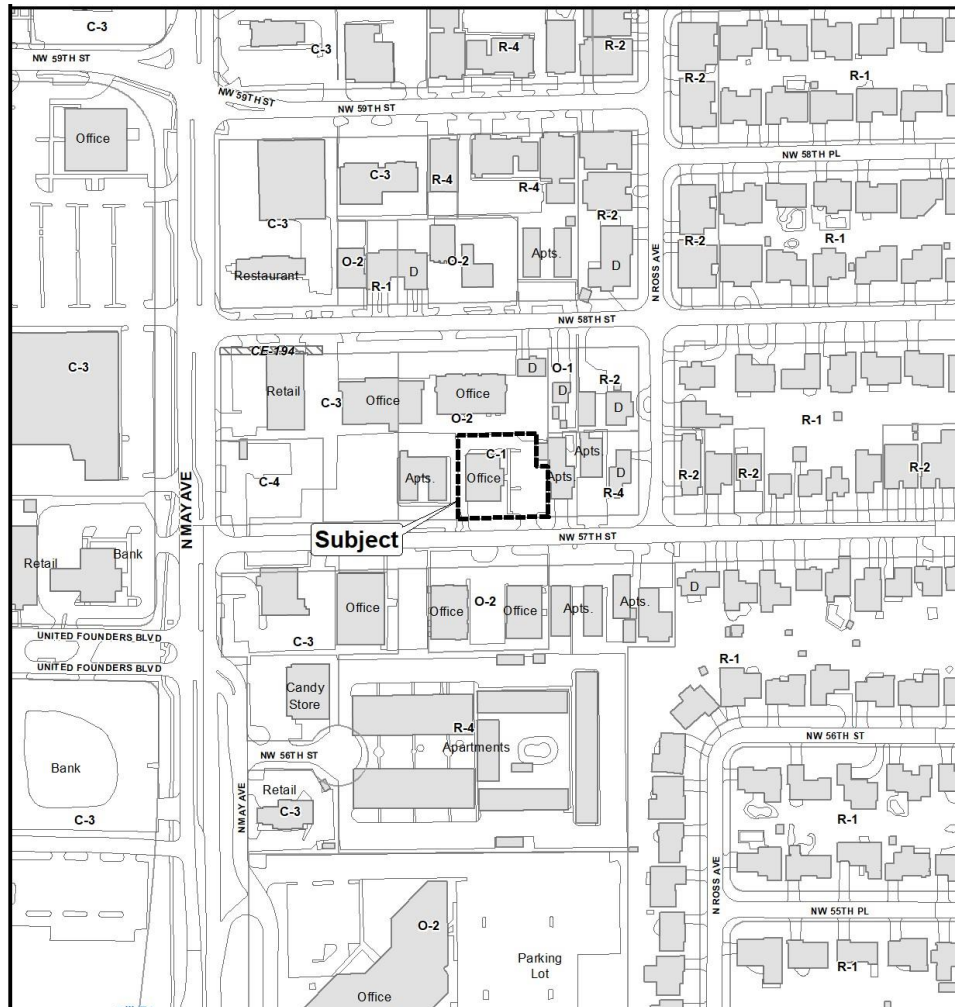 C-3
NW 59TH ST
C-3
R-4
R-2
R-2
R-1
NW 59TH ST
NW 59TH ST
Office
NW 58TH PL
C-3
R-4
R-4
R-2
C-3
R-2
R-1
O-2
O-2
Apts.
D
D
R-1
Restaurant
N ROSS AVE
NW 58TH ST
CE-194
C-3
Retail
C-3
Office
Office
O-2
D
O-1
D
R-2
D
R-1
C-1
C-4
Apts.
Office
Apts.
Apts.
D
R-4
R-2
R-2
R-2
N MAY AVE
Subject
NW 57TH ST
Retail
Bank
Office
Office
O-2
Office
Apts.
Apts.
D
C-3
UNITED FOUNDERS BLVD
UNITED FOUNDERS BLVD
R-1
Candy
Store
R-4
Apartments
NW 56TH ST
NW 56TH ST
Bank
Retail
C-3
C-3
N MAY AVE
R-1
N ROSS AVE
NW 55TH PL
O-2
Parking
Lot
R-1
Office